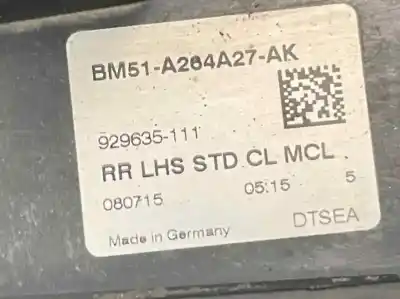 BM51-A264A27-AK
929635-111
RR LHS STD CL MCL
080715 05:15 5
DTSEA
Made in Germany